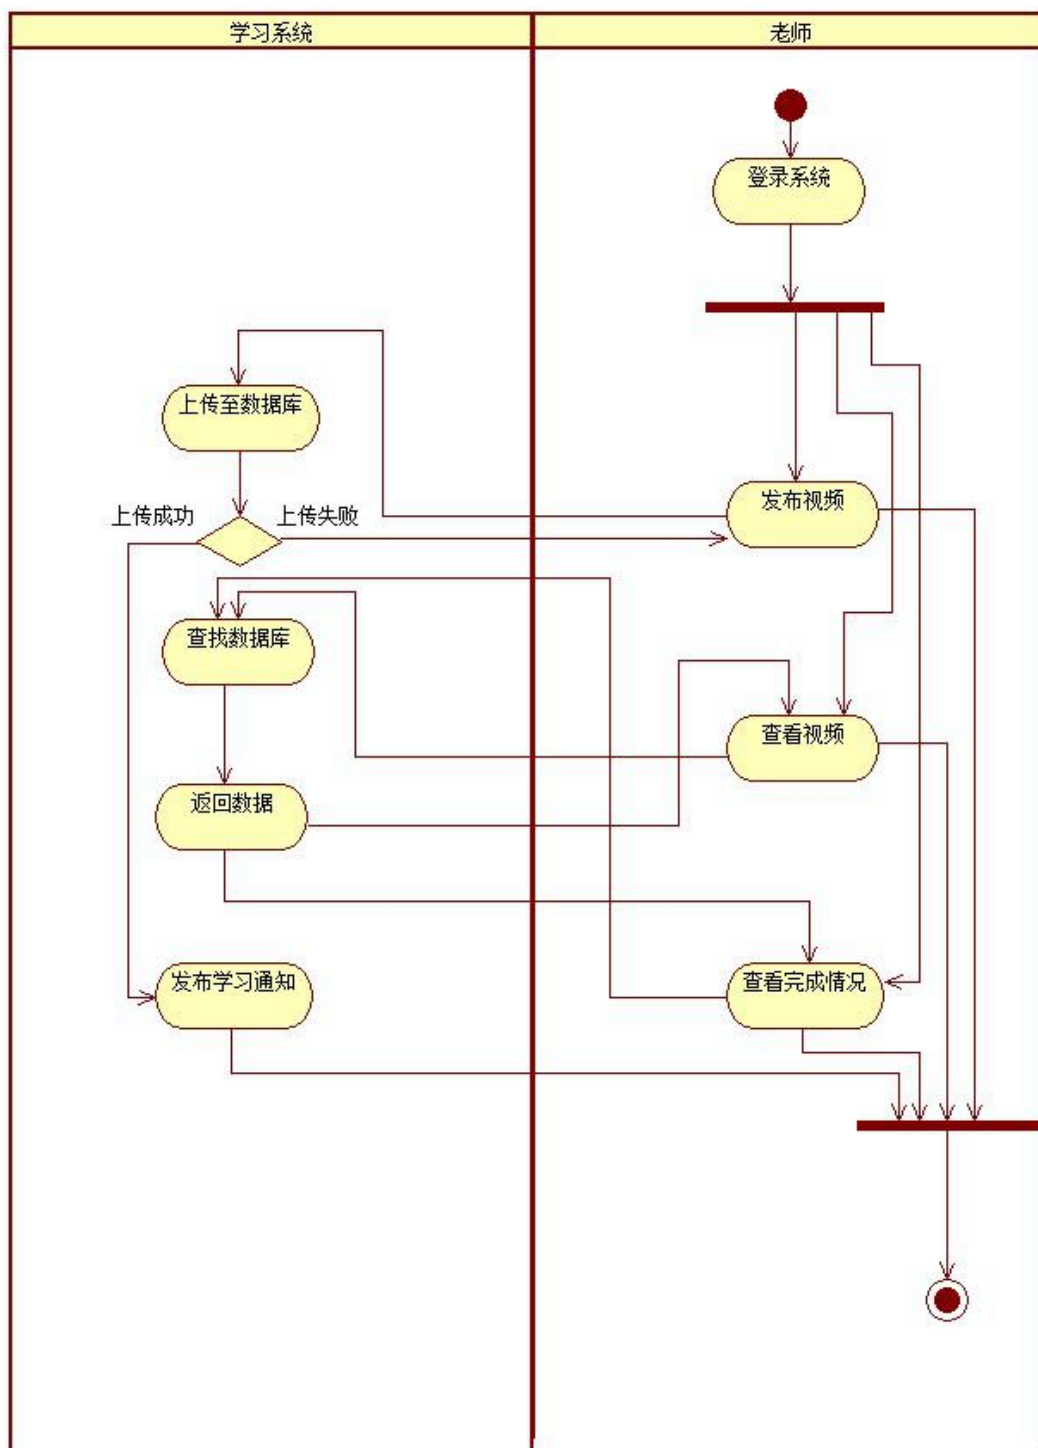 学习系统
老师
登录系统
上传至数据库
发布视频
上传成功
上传失败
查找数据库
查看视频
返回数据
发布学习通知
查看完成情况